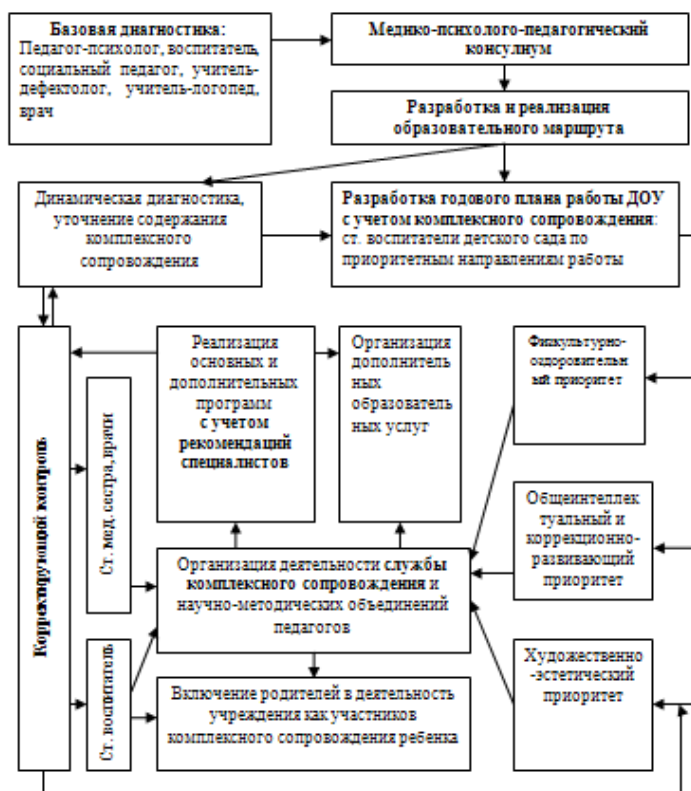 Базовая диагностика:
Педагог-психолог, воспитатель,
социальный педагог, учитель-
дефектолог, учитель-логопед,
врач
Медико-психолого-педагогический
консилиум
Разработка и реализация
образовательного маршрута
Динамическая диагностика,
уточнение содержания
комплексного
сопровождения
Разработка годового плана работы ДОУ
с учетом комплексного сопровождения:
ст. воспитатели детского сада по
приоритетным направлениям работы
Корректирующий контроль
Ст. мед. сестра, врачи
Ст. воспитатель
Реализация
основных и
дополнительных
программ
с учетом
рекомендаций
специалистов
Организация
дополнитель
ных
образователь
ных услуг
Физкультурно-
оздоровительн
ый приоритет
Общеинтеллек
туальный и
коррекционно-
развивающий
приоритет
Организация деятельности службы
комплексного сопровождения и
научно-методических объединений
педагогов
Художественно
-эстетический
приоритет
Включение родителей в деятельность
учреждения как участников
комплексного сопровождения ребенка